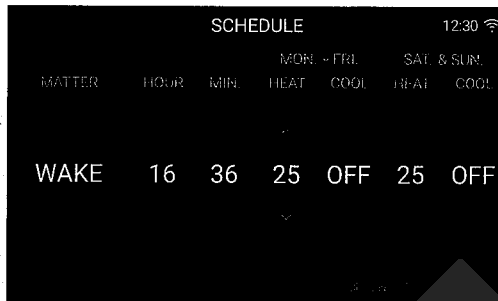 SCHEDULE 12:30
MON. ~ FRI. SAT. & SUN.
MATTER HOUR MIN. HEAT COOL HEAT COOL
WAKE 16 36 25 OFF 25 OFF